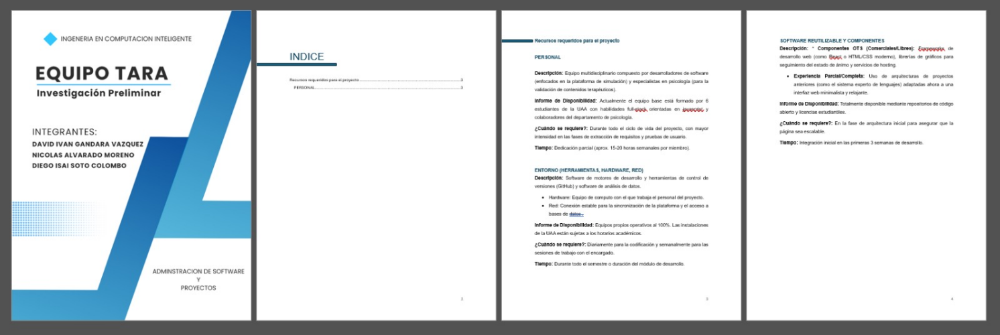 INGENERIA EN COMPUTACION INTELIGENTE
EQUIPO TARA
Investigación Preliminar
INTEGRANTES:
DAVID IVAN GANDARA VAZQUEZ
NICOLAS ALVARADO MORENO
DIEGO ISAI SOTO COLOMBO
ADMINSTRACION DE SOFTWARE
Y
PROYECTOS
INDICE
Recursos requeridos para el proyecto 3
PERSONAL 3
2
Recursos requeridos para el proyecto
PERSONAL
Descripción: Equipo multidisciplinario compuesto por desarrolladores de software
(enfocados en la plataforma de simulación) y especialistas en psicología (para la
validación de contenidos terapéuticos).
Informe de Disponibilidad: Actualmente el equipo base está formado por 6
estudiantes de la UAA con habilidades full-stack orientadas en javascript y
colaboradores del departamento de psicología.
¿Cuándo se requiere?: Durante todo el ciclo de vida del proyecto, con mayor
intensidad en las fases de extracción de requisitos y pruebas de usuario.
Tiempo: Dedicación parcial (aprox. 15-20 horas semanales por miembro).
ENTORNO (HERRAMIENTAS, HARDWARE, RED)
Descripción: Software de motores de desarrollo y herramientas de control de
versiones (GitHub) y software de análisis de datos.
• Hardware: Equipo de computo con el que trabaja el personal del proyecto.
• Red: Conexión estable para la sincronización de la plataforma y el acceso a
bases de datos .
Informe de Disponibilidad: Equipos propios operativos al 100%. Las instalaciones
de la UAA están sujetas a los horarios académicos.
¿Cuándo se requiere?: Diariamente para la codificación y semanalmente para las
sesiones de trabajo con el encargado.
Tiempo: Durante todo el semestre o duración del módulo de desarrollo.
3
SOFTWARE REUTILIZABLE Y COMPONENTES
Descripción: * Componentes OTS (Comerciales/Libres): Frameworks de
desarrollo web (como React o HTML/CSS moderno), librerías de gráficos para
seguimiento del estado de ánimo y servicios de hosting.
• Experiencia Parcial/Completa: Uso de arquitecturas de proyectos
anteriores (como el sistema experto de lenguajes) adaptadas ahora a una
interfaz web minimalista y relajante.
Informe de Disponibilidad: Totalmente disponible mediante repositorios de código
abierto y licencias estudiantiles.
¿Cuándo se requiere?: En la fase de arquitectura inicial para asegurar que la
página sea escalable.
Tiempo: Integración inicial en las primeras 3 semanas de desarrollo.
4